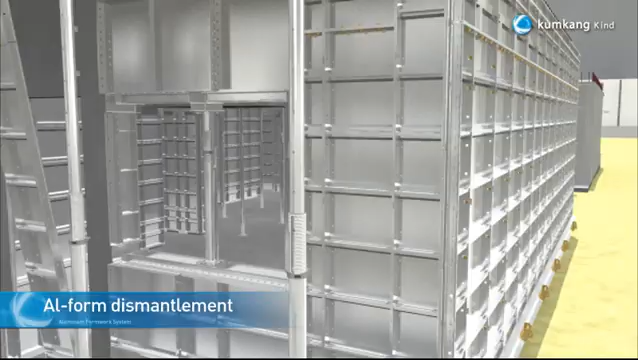 kumkang Kind
Al-form dismantlement
Aluminum Formwork System